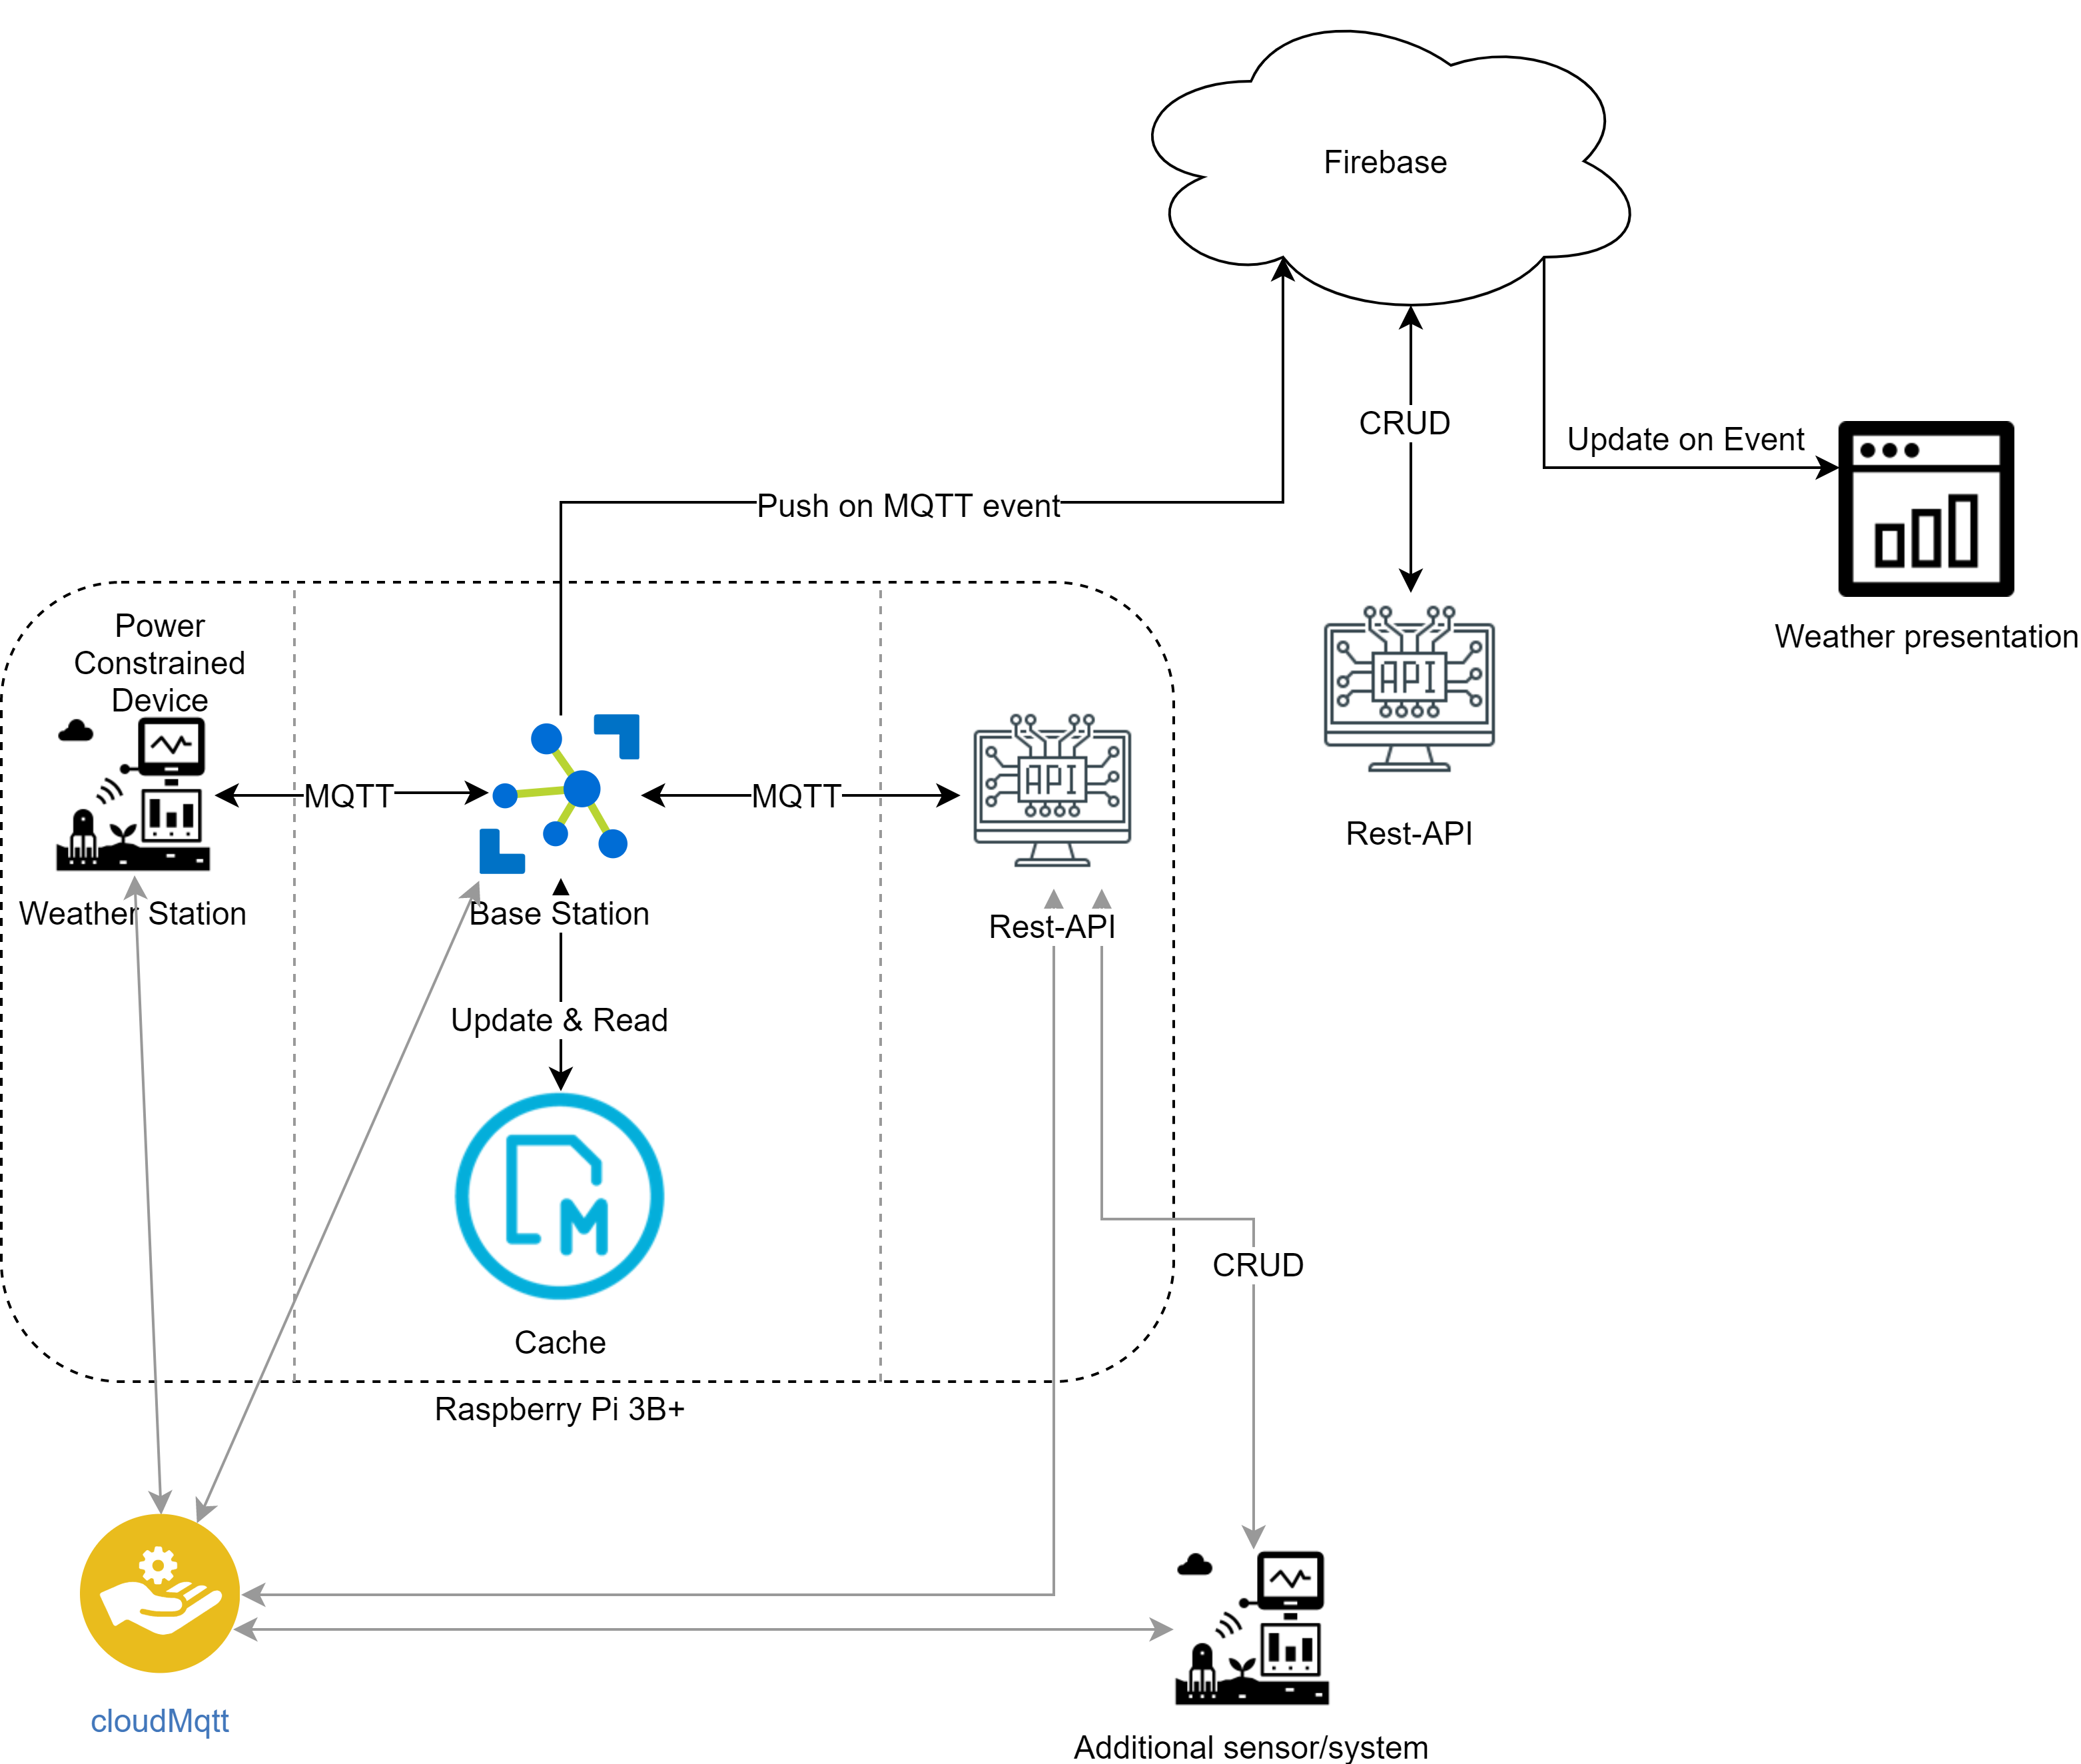 Firebase
CRUD
Update on Event
Push on MQTT event
Weather presentation
Power
Constrained
Device
API
API
MQTT
MQTT
Rest-API
Weather Station
Base Station
Rest-API
Update & Read
M
CRUD
Cache
Raspberry Pi 3B+
cloudMqtt
Additional sensor/system